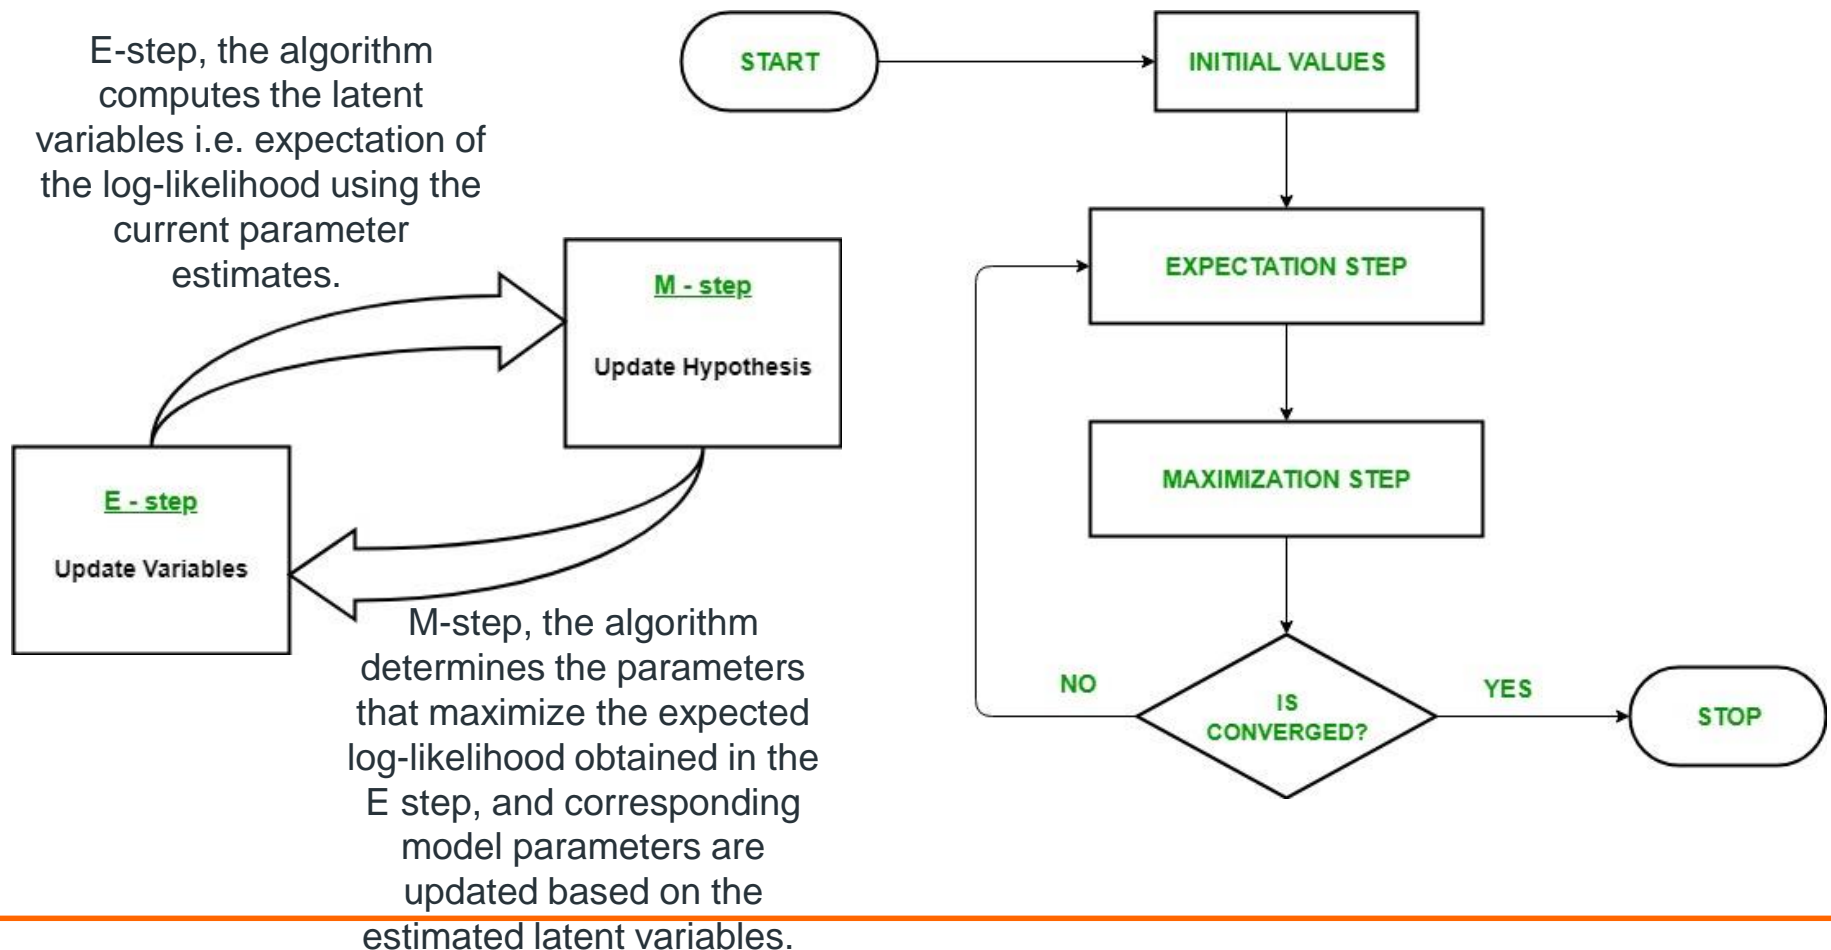 E-step, the algorithm
computes the latent
variables i.e. expectation of
the log-likelihood using the
current parameter
estimates.
M - step
Update Hypothesis
E - step
Update Variables
M-step, the algorithm
determines the parameters
that maximize the expected
log-likelihood obtained in the
E step, and corresponding
model parameters are
updated based on the
estimated latent variables.
START
INITIIAL VALUES
EXPECTATION STEP
MAXIMIZATION STEP
IS
CONVERGED?
NO
YES
STOP